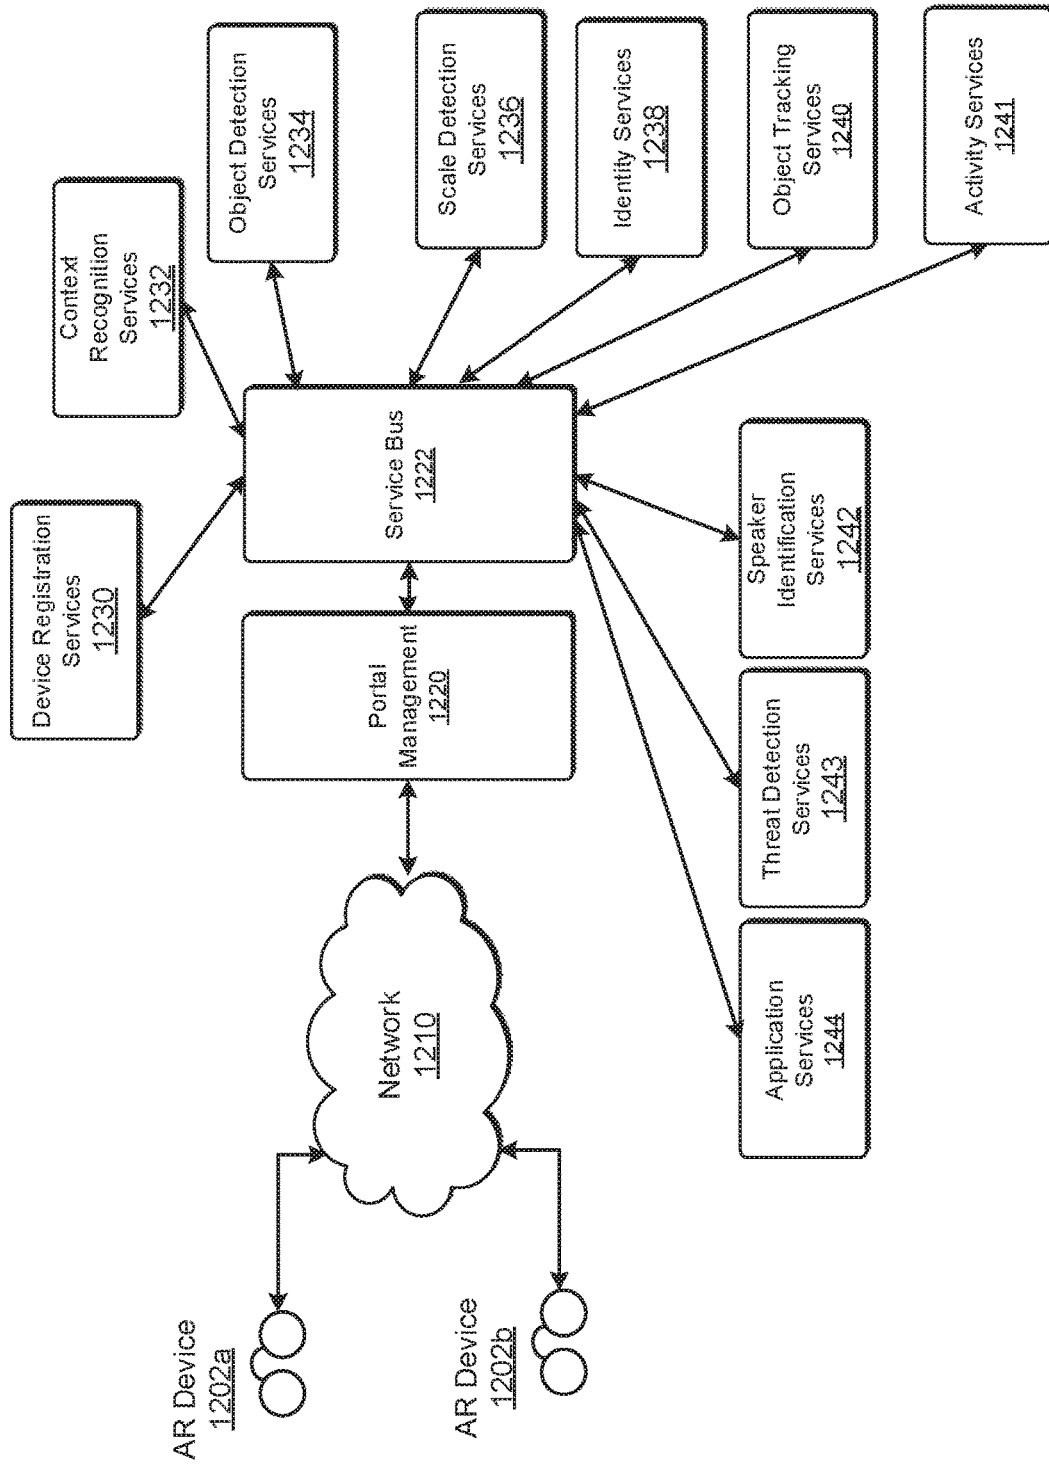 Device Registration
Services
1230
Context
Recognition
Services
1232
Object Detection
Services
1234
Scale Detection
Services
1236
Identity Services
1238
Object Tracking
Services
1240
Activity Services
1241
AR Device
1202a
AR Device
1202b
Network
1210
Portal
Management
1220
Service Bus
1222
Application
Services
1244
Threat Detection
Services
1243
Speaker
Identification
Services
1242